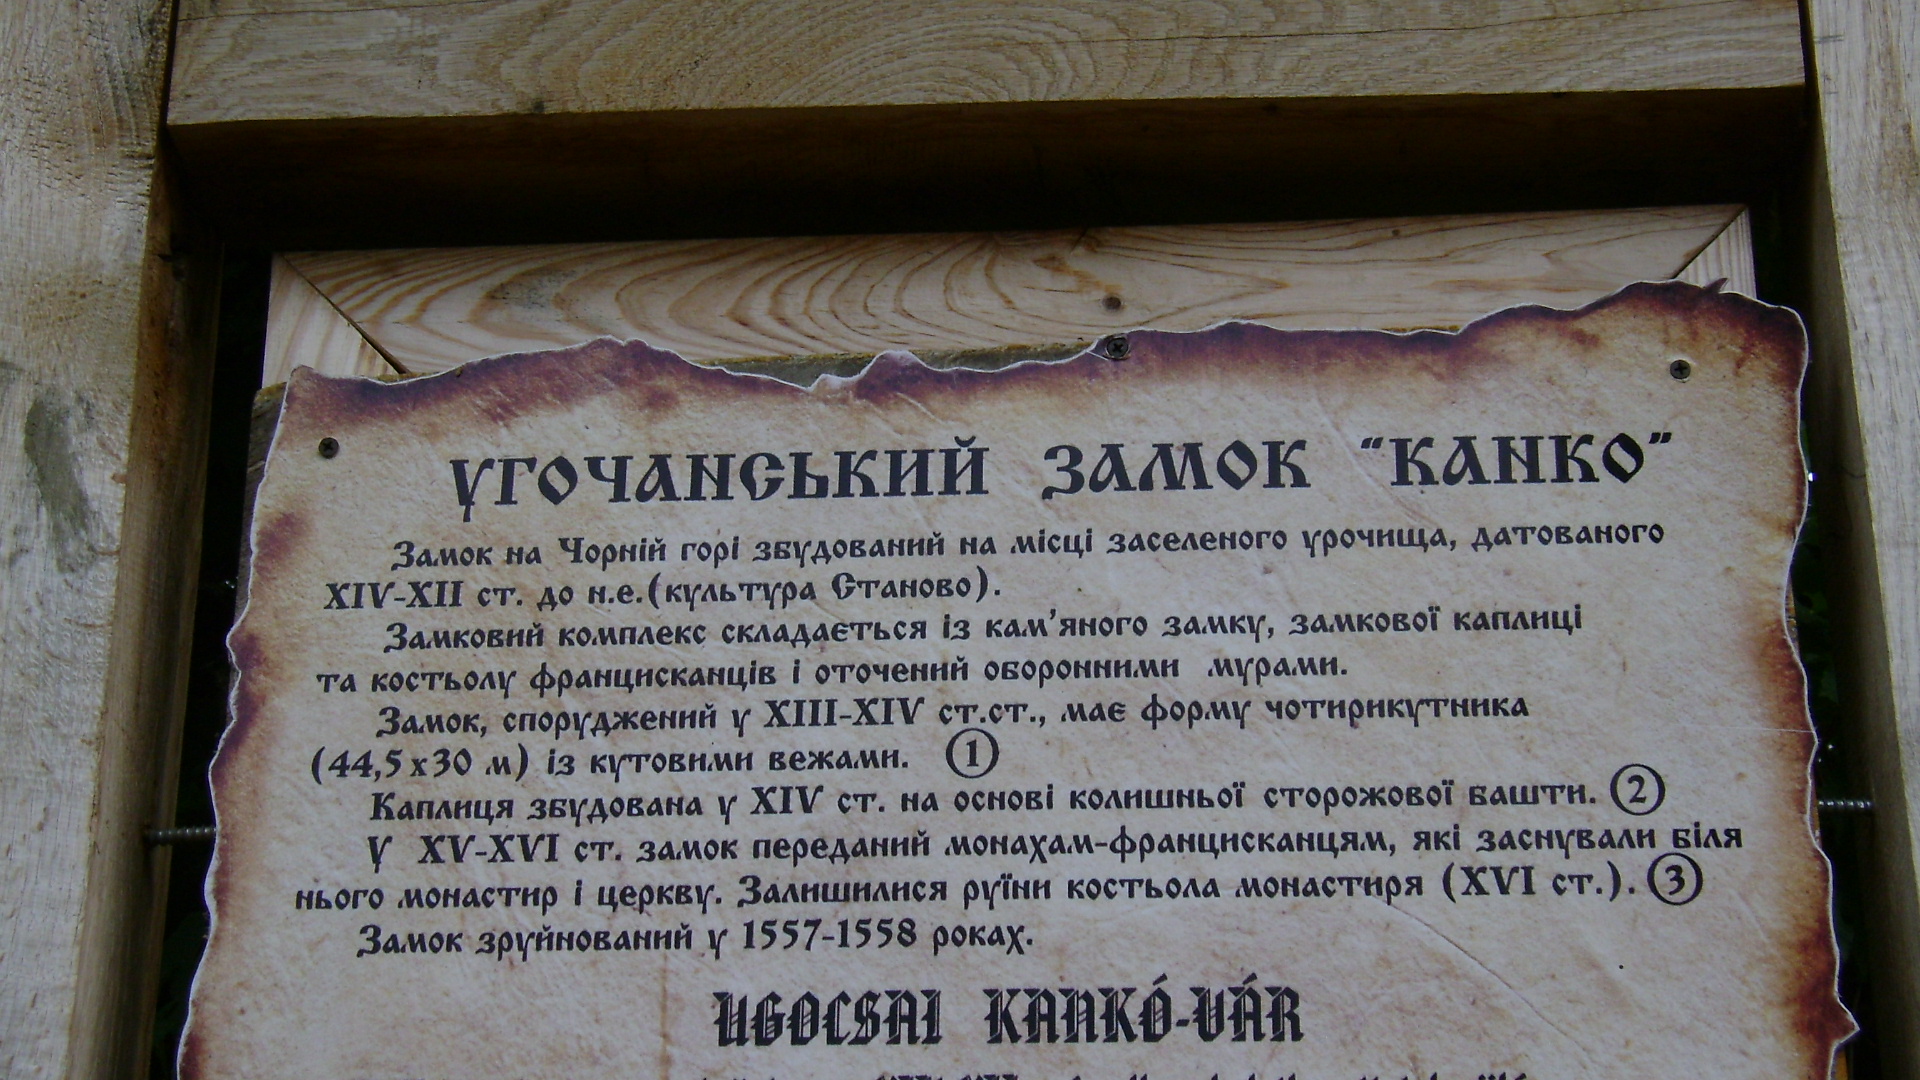 УГОЧАНСЬКИЙ ЗАМОК "КАНКО"
Замок на Чорній горі збудований на місці заселеного урочища, датованого
XIV-XII ст. до н.е.(культура Станово).
Замковий комплекс складається із кам'яного замку, замкової каплиці
та костьолу францисканців і оточений оборонними мурами.
Замок, споруджений у XIII-XIV ст.ст., має форму чотирикутника
(44,5х30 м) із кутовими вежами. 1
Каплиця збудована у XIV ст. на основі колишньої сторожової башти. 2
У XV-XVI ст. замок переданий монахам-францисканцям, які заснували біля
нього монастир і церкву. Залишилися руїни костьола монастиря (XVI ст.). 3
Замок зруйнований у 1557-1558 роках.
UGOCSAI KANKÓ-VÁR